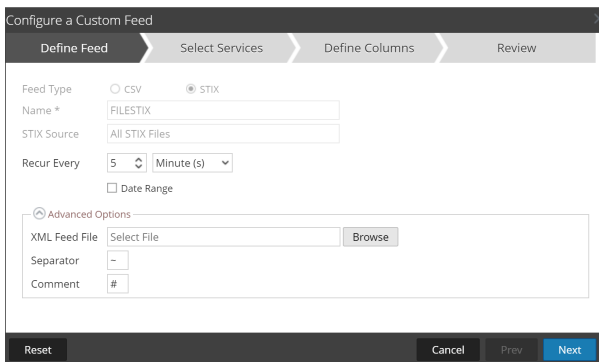 Configure a Custom Feed
Define Feed Select Services Define Columns Review
Feed Type CSV STIX
Name * FILESTIX
STIX Source All STIX Files
Recur Every 5 Minute (s)
Date Range
Advanced Options
XML Feed File Select File Browse
Separator ~
Comment #
Reset Cancel Prev Next